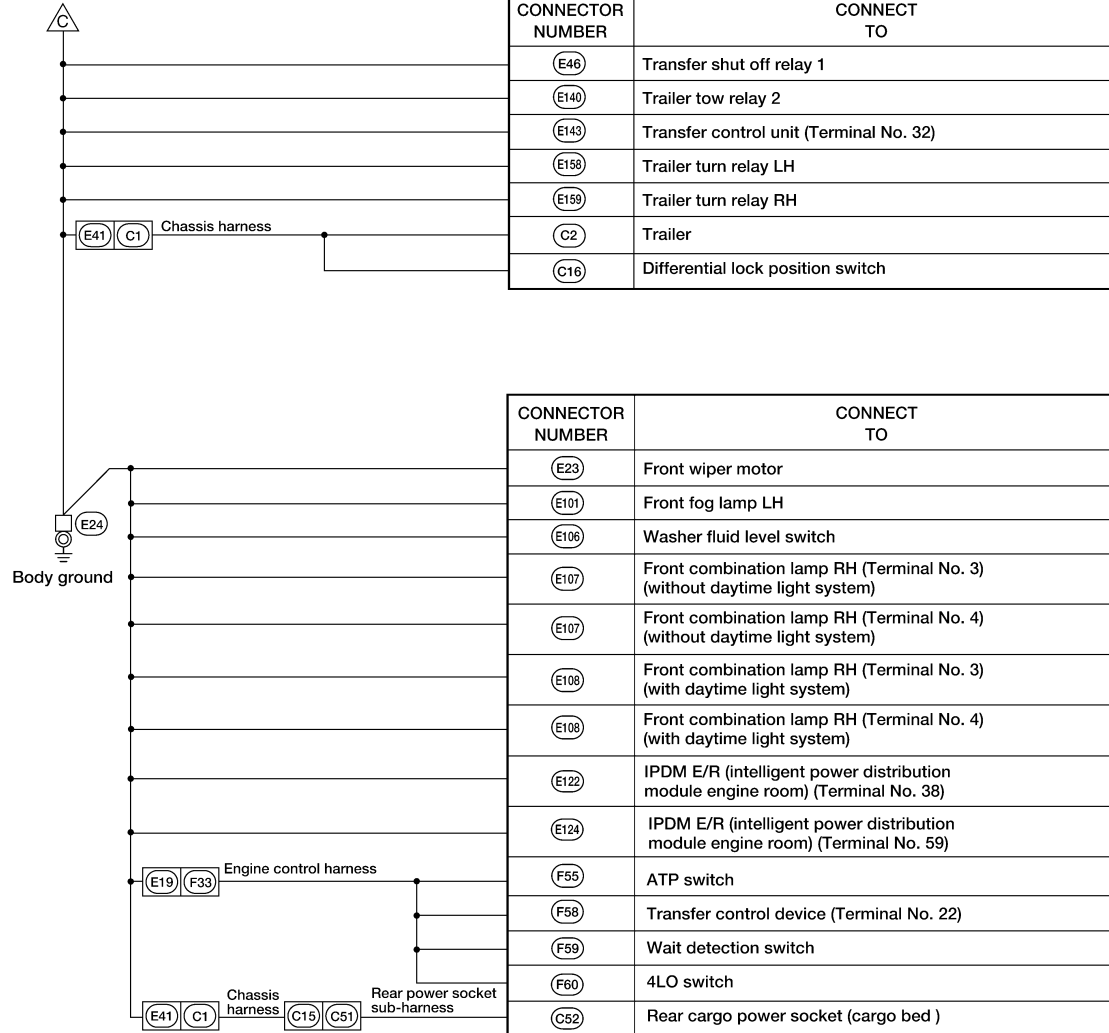 C
CONNECTOR
NUMBER
CONNECT
TO
E46
Transfer shut off relay 1
E140
Trailer tow relay 2
E143
Transfer control unit (Terminal No. 32)
E158
Trailer turn relay LH
E159
Trailer turn relay RH
E41 C1
Chassis harness
C2
Trailer
C16
Differential lock position switch
CONNECTOR
NUMBER
CONNECT
TO
E23
Front wiper motor
E101
Front fog lamp LH
E24
Body ground
E106
Washer fluid level switch
E107
Front combination lamp RH (Terminal No. 3)
(without daytime light system)
E107
Front combination lamp RH (Terminal No. 4)
(without daytime light system)
E108
Front combination lamp RH (Terminal No. 3)
(with daytime light system)
E108
Front combination lamp RH (Terminal No. 4)
(with daytime light system)
E122
IPDM E/R (intelligent power distribution
module engine room) (Terminal No. 38)
E124
IPDM E/R (intelligent power distribution
module engine room) (Terminal No. 59)
E19 F33
Engine control harness
F55
ATP switch
F58
Transfer control device (Terminal No. 22)
F59
Wait detection switch
F60
4LO switch
E41 C1
Chassis
harness
C15 C51
Rear power socket
sub-harness
C52
Rear cargo power socket (cargo bed )